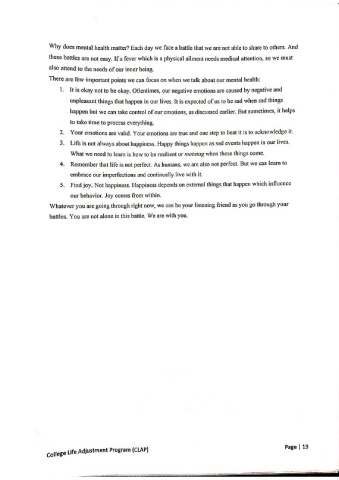 Why does mental health matter? Each day we face a battle that we are not able to share to others. And
these battles are not easy. If a fever which is a physical ailment needs medical attention, so we must
also attend to the needs of our inner being.
There are few important points we can focus on when we talk about our mental health:
1. It is okay not to be okay. Oftentimes, our negative emotions are caused by negative and
unpleasant things that happen in our lives. It is expected of us to be sad when sad things
happen but we can take control of our emotions, as discussed earlier. But sometimes, it helps
to take time to process everything.
2. Your emotions are valid. Your emotions are true and one step to beat it is to acknowledge it.
3. Life is not always about happiness. Happy things happen as sad events happen in our lives.
What we need to learn is how to be resilient or when these things come.
4. Remember that life is not perfect. As humans, we are also not perfect. But we can learn to
embrace our imperfections and continually live with it.
5. Find joy. Not happiness. Happiness depends on external things that happen which influence
our behavior. Joy comes from within.
Whatever you are going through right now, we can be your listening friend as you go through your
battles. You are not alone in this battle. We are with you.
College Life Adjustment Program (CLAP)
Page | 13